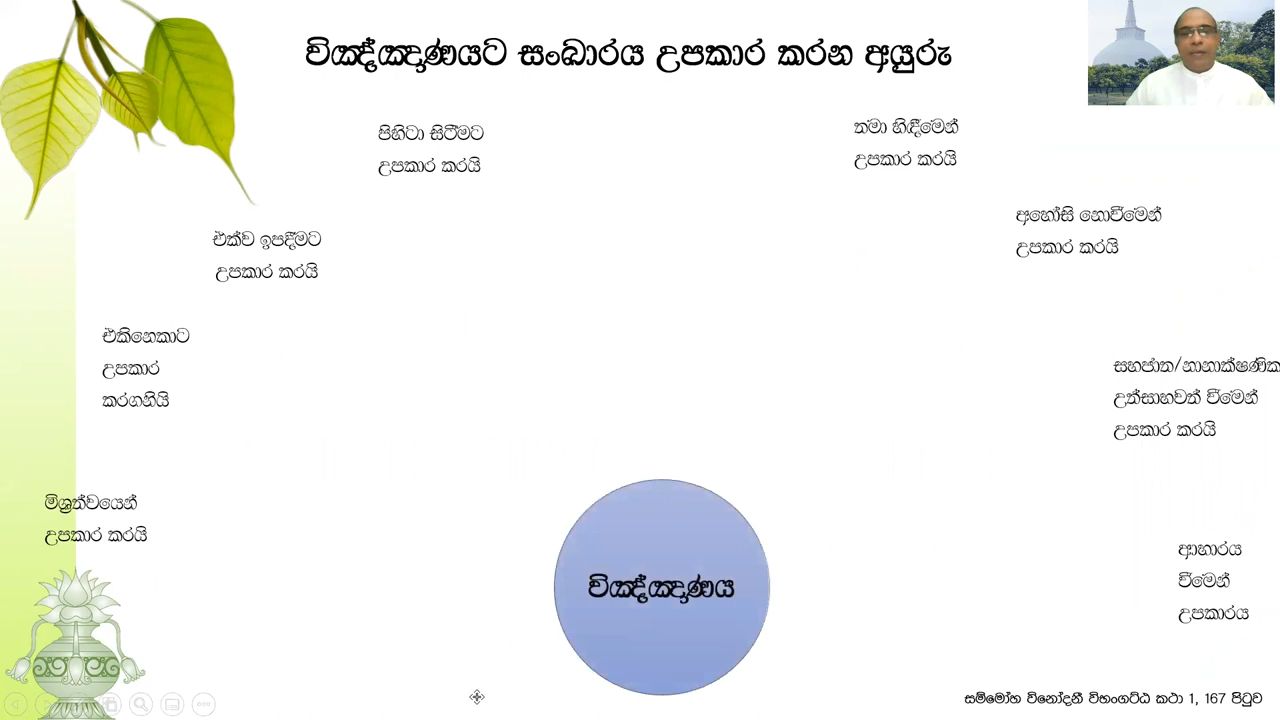 විඤ්ඤාණයට සංඛාරය උපකාර කරන අයුරු
පිහිටා සිටීමට
උපකාර කරයි
තමා හිඳීමෙන්
උපකාර කරයි
එක්ව ඉපදීමට
උපකාර කරයි
අහෝසි නොවීමෙන්
උපකාර කරයි
එකිනෙකාට
උපකාර
කරගනියි
සහජාත/නානාක්ෂණික
උත්සාහවත් වීමෙන්
උපකාර කරයි
මිශ්‍රත්වයෙන්
උපකාර කරයි
ආහාරය
වීමෙන්
උපකාරය
විඤ්ඤාණය
සම්මෝහ විනෝදනී විභංගට්ඨ කථා 1, 167 පිටුව